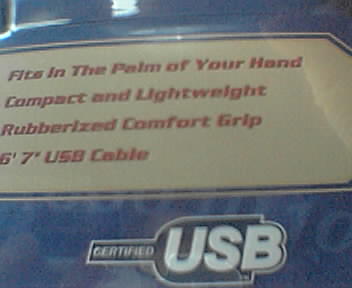 Fits in The Palm of Your Hand
Compact and Lightweight
Rubberized Comfort Grip
6' 7" USB Cable
CERTIFIED USB